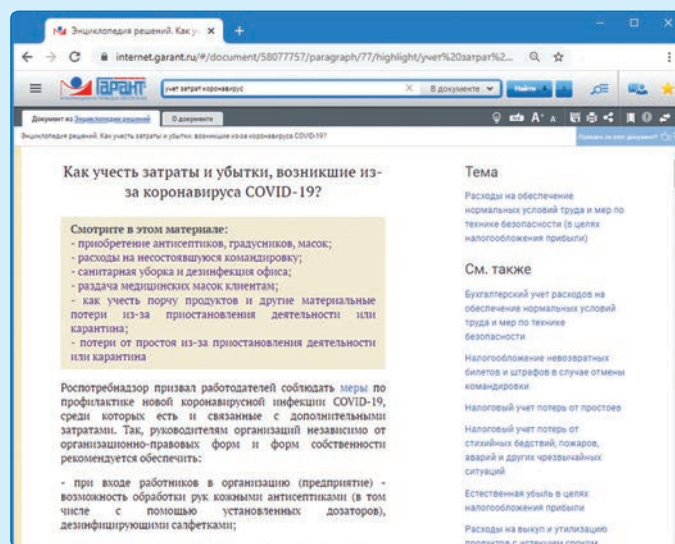 Энциклопедия решений. Как у
internet.garant.ru/#/document/58077757/paragraph/77/highlight/учет%20затрат%2...
ГАРАНТ
учет затрат коронавирус
В документе
Найти
Документ из Энциклопедия решений
О документе
Энциклопедия решений. Как учесть затраты и убытки, возникшие из-за коронавируса COVID-19?
Как учесть затраты и убытки, возникшие из-
за коронавируса COVID-19?
Смотрите в этом материале:
- приобретение антисептиков, градусников, масок;
- расходы на несостоявшуюся командировку;
- санитарная уборка и дезинфекция офиса;
- раздача медицинских масок клиентам;
- как учесть порчу продуктов и другие материальные
потери из-за приостановления деятельности или
карантина;
- потери от простоя из-за приостановления деятельности
или карантина
Роспотребнадзор призвал работодателей соблюдать меры по
профилактике новой коронавирусной инфекции COVID-19,
среди которых есть и связанные с дополнительными
затратами. Так, руководителям организаций независимо от
организационно-правовых форм и форм собственности
рекомендуется обеспечить:
- при входе работников в организацию (предприятие) -
возможность обработки рук кожными антисептиками (в том
числе с помощью установленных дозаторов),
дезинфицирующими салфетками;
Тема
Расходы на обеспечение
нормальных условий труда и мер по
технике безопасности (в целях
налогообложения прибыли)
См. также
Бухгалтерский учет расходов на
обеспечение нормальных условий
труда и мер по технике
безопасности
Налогообложение невозвратных
билетов и штрафов в случае отмены
командировки
Налоговый учет потерь от простоев
Налоговый учет потерь от
стихийных бедствий, пожаров,
аварий и других чрезвычайных
ситуаций
Естественная убыль в целях
налогообложения прибыли
Расходы на выкуп и утилизацию
продуктов с истекшим сроком